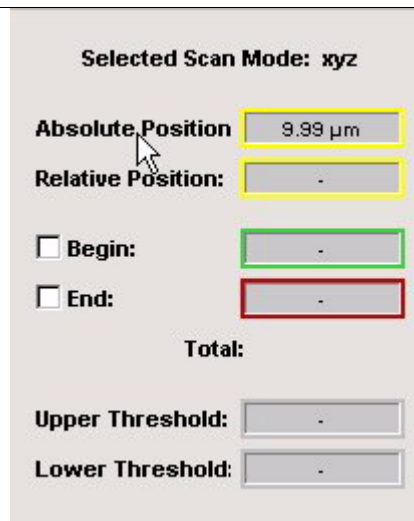 Selected Scan Mode: xyz
Absolute Position 9.99 µm
Relative Position: -
Begin: -
End: -
Total:
Upper Threshold: -
Lower Threshold: -